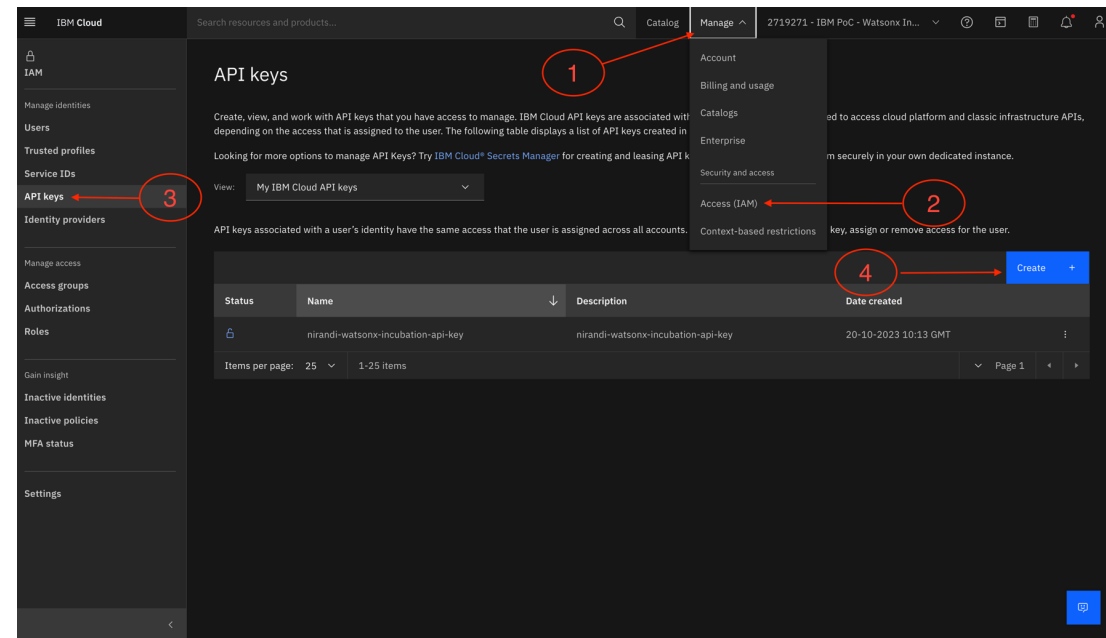 IBM Cloud
Search resources and products...
Catalog
Manage
2719271 - IBM PoC - Watsonx In...
IAM
Manage identities
Users
Trusted profiles
Service IDs
API keys
Identity providers
Manage access
Access groups
Authorizations
Roles
Gain insight
Inactive identities
Inactive policies
MFA status
Settings
Account
Billing and usage
Catalogs
Enterprise
Security and access
Access (IAM)
Context-based restrictions
1
2
3
4
API keys
Create, view, and work with API keys that you have access to manage. IBM Cloud API keys are associated with ed to access cloud platform and classic infrastructure APIs,
depending on the access that is assigned to the user. The following table displays a list of API keys created in
Looking for more options to manage API Keys? Try IBM Cloud® Secrets Manager for creating and leasing API k m securely in your own dedicated instance.
View: My IBM Cloud API keys
API keys associated with a user's identity have the same access that the user is assigned across all accounts. key, assign or remove access for the user.
Create +
Status Name Description Date created
nirandi-watsonx-incubation-api-key nirandi-watsonx-incubation-api-key 20-10-2023 10:13 GMT
Items per page: 25 1-25 items Page 1